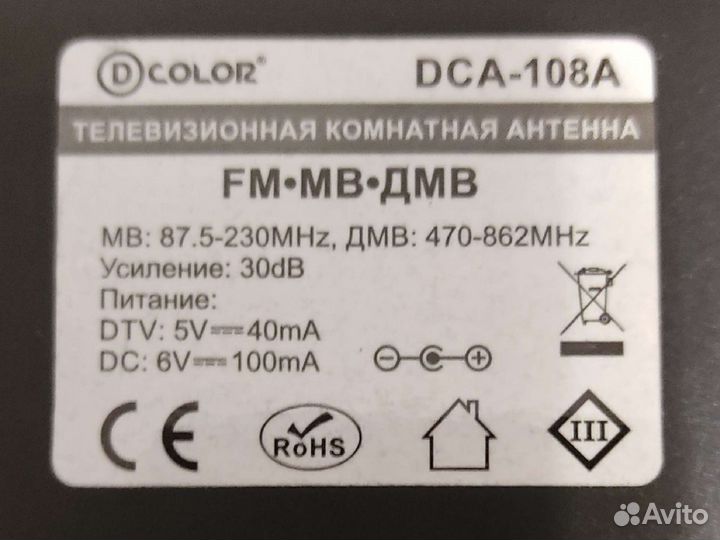 D COLOR® DCA-108A
ТЕЛЕВИЗИОННАЯ КОМНАТНАЯ АНТЕННА
FM•МВ•ДМВ
МВ: 87.5-230MHz, ДМВ: 470-862MHz
Усиление: 30dB
Питание:
DTV: 5V⎓40mA
DC: 6V⎓100mA
CE RoHS III
Avito